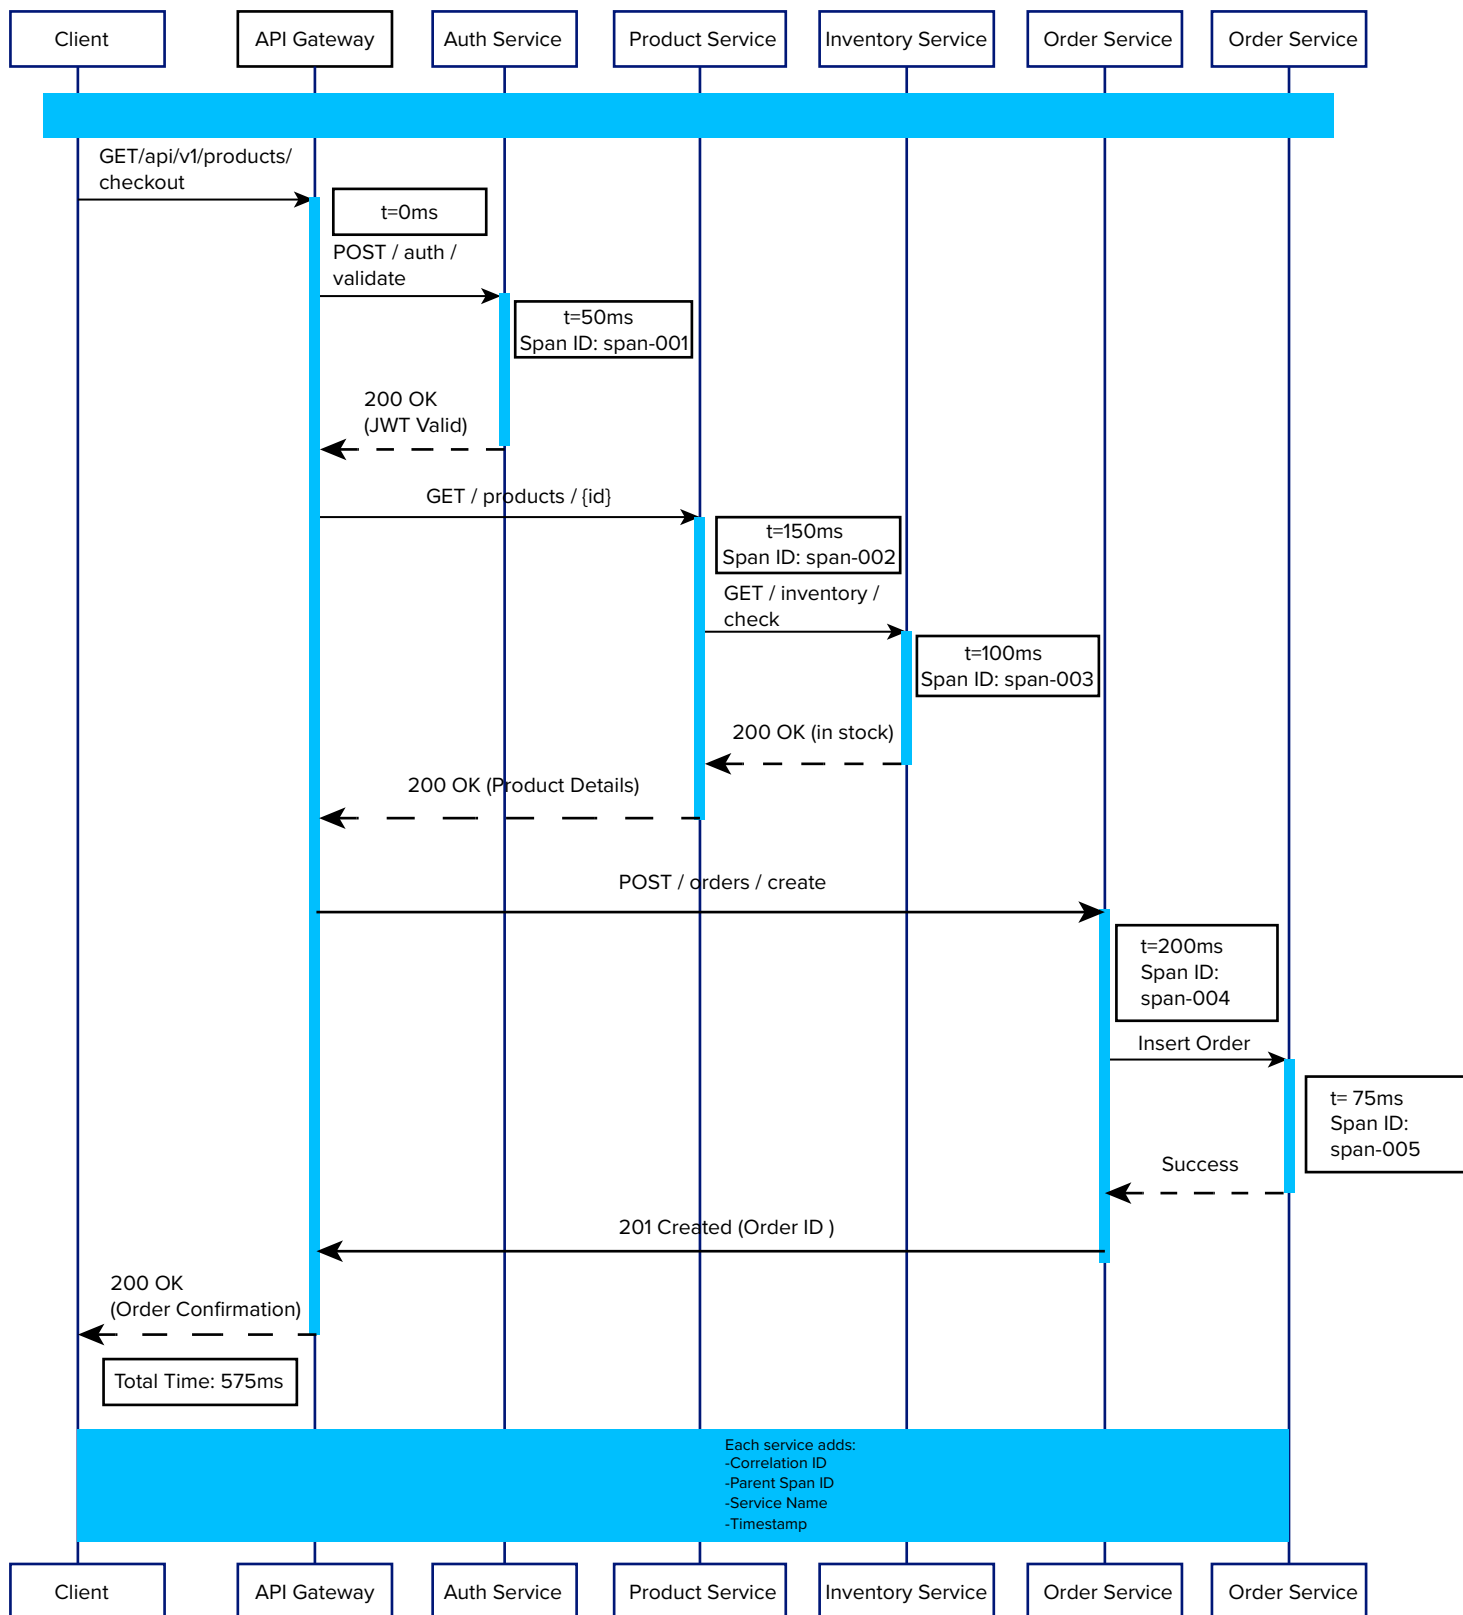 Client
API Gateway
Auth Service
Product Service
Inventory Service
Order Service
Order Service
GET/api/v1/products/
checkout
t=0ms
POST / auth /
validate
t=50ms
Span ID: span-001
200 OK
(JWT Valid)
GET / products / {id}
t=150ms
Span ID: span-002
GET / inventory /
check
t=100ms
Span ID: span-003
200 OK (in stock)
200 OK (Product Details)
POST / orders / create
t=200ms
Span ID:
span-004
Insert Order
t= 75ms
Span ID:
span-005
Success
201 Created (Order ID )
200 OK
(Order Confirmation)
Total Time: 575ms
Each service adds:
-Correlation ID
-Parent Span ID
-Service Name
-Timestamp
Client
API Gateway
Auth Service
Product Service
Inventory Service
Order Service
Order Service